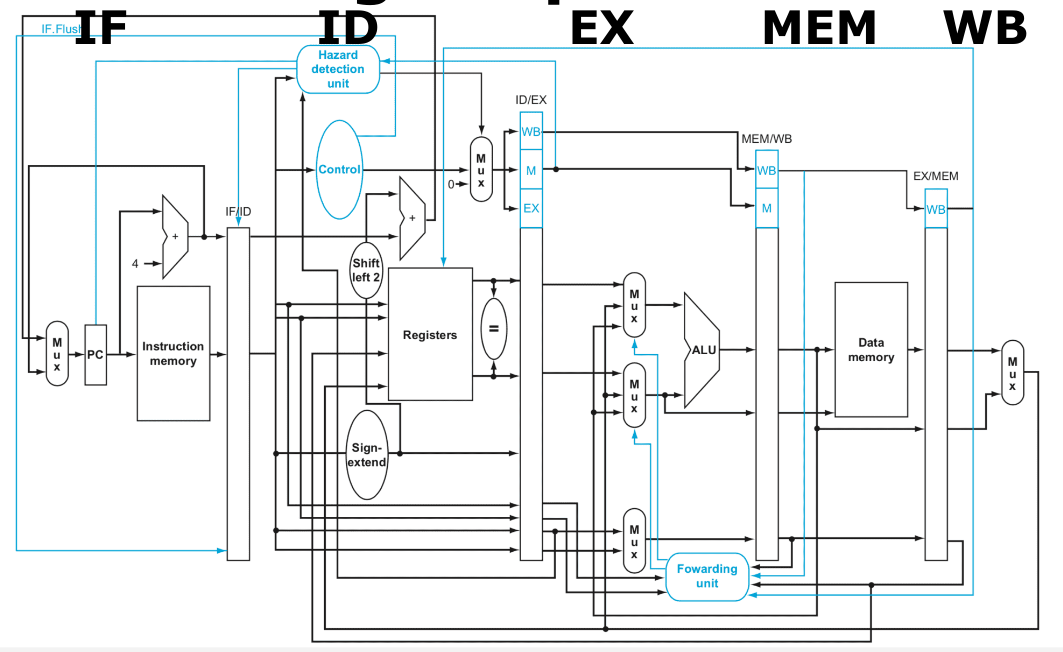 IF ID EX MEM WB
IF.Flush
Hazard
detection
unit
ID/EX
WB
M
EX
MEM/WB
WB
M
EX/MEM
WB
Control
M
u
x
0
+
+
4
IF/ID
Shift
left 2
M
u
x
PC
Instruction
memory
Registers
=
M
u
x
M
u
x
ALU
Data
memory
M
u
x
Sign-
extend
M
u
x
Fowarding
unit